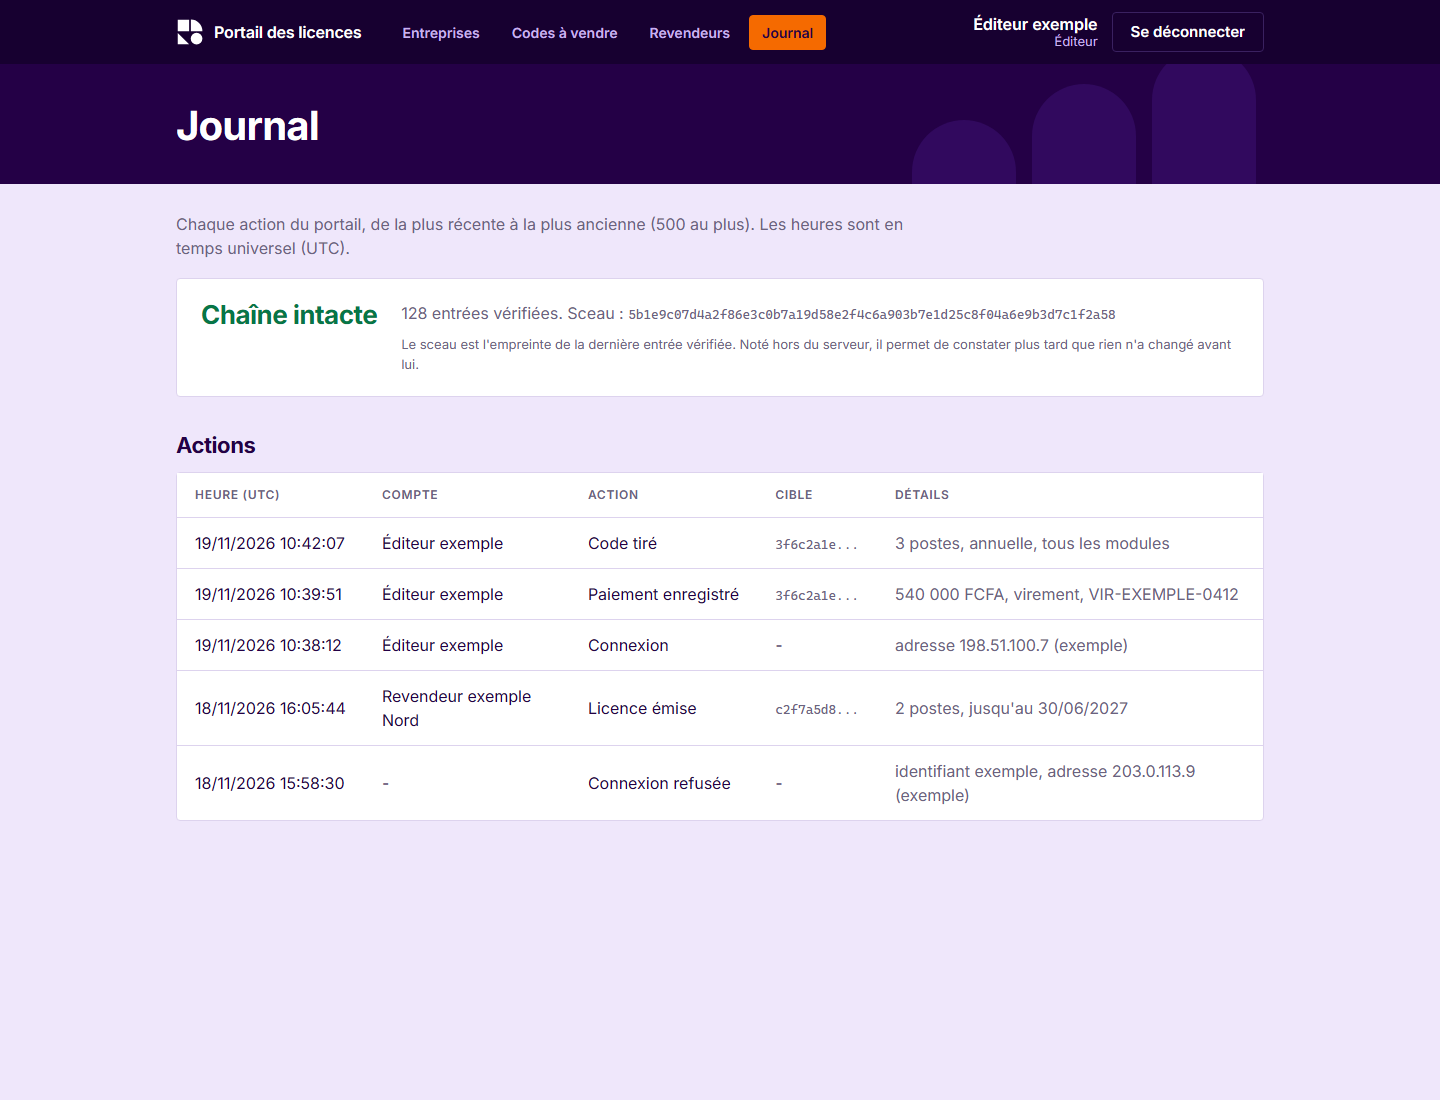 Portail des licences
Entreprises
Codes à vendre
Revendeurs
Journal
Éditeur exemple
Éditeur
Se déconnecter
Journal
Chaque action du portail, de la plus récente à la plus ancienne (500 au plus). Les heures sont en
temps universel (UTC).
Chaîne intacte
128 entrées vérifiées. Sceau : 5b1e9c07d4a2f86e3c0b7a19d58e2f4c6a903b7e1d25c8f04a6e9b3d7c1f2a58
Le sceau est l'empreinte de la dernière entrée vérifiée. Noté hors du serveur, il permet de constater plus tard que rien n'a changé avant
lui.
Actions
HEURE (UTC) COMPTE ACTION CIBLE DÉTAILS
19/11/2026 10:42:07 Éditeur exemple Code tiré 3f6c2a1e... 3 postes, annuelle, tous les modules
19/11/2026 10:39:51 Éditeur exemple Paiement enregistré 3f6c2a1e... 540 000 FCFA, virement, VIR-EXEMPLE-0412
19/11/2026 10:38:12 Éditeur exemple Connexion - adresse 198.51.100.7 (exemple)
18/11/2026 16:05:44 Revendeur exemple
Nord Licence émise c2f7a5d8... 2 postes, jusqu'au 30/06/2027
18/11/2026 15:58:30 - Connexion refusée - identifiant exemple, adresse 203.0.113.9
(exemple)